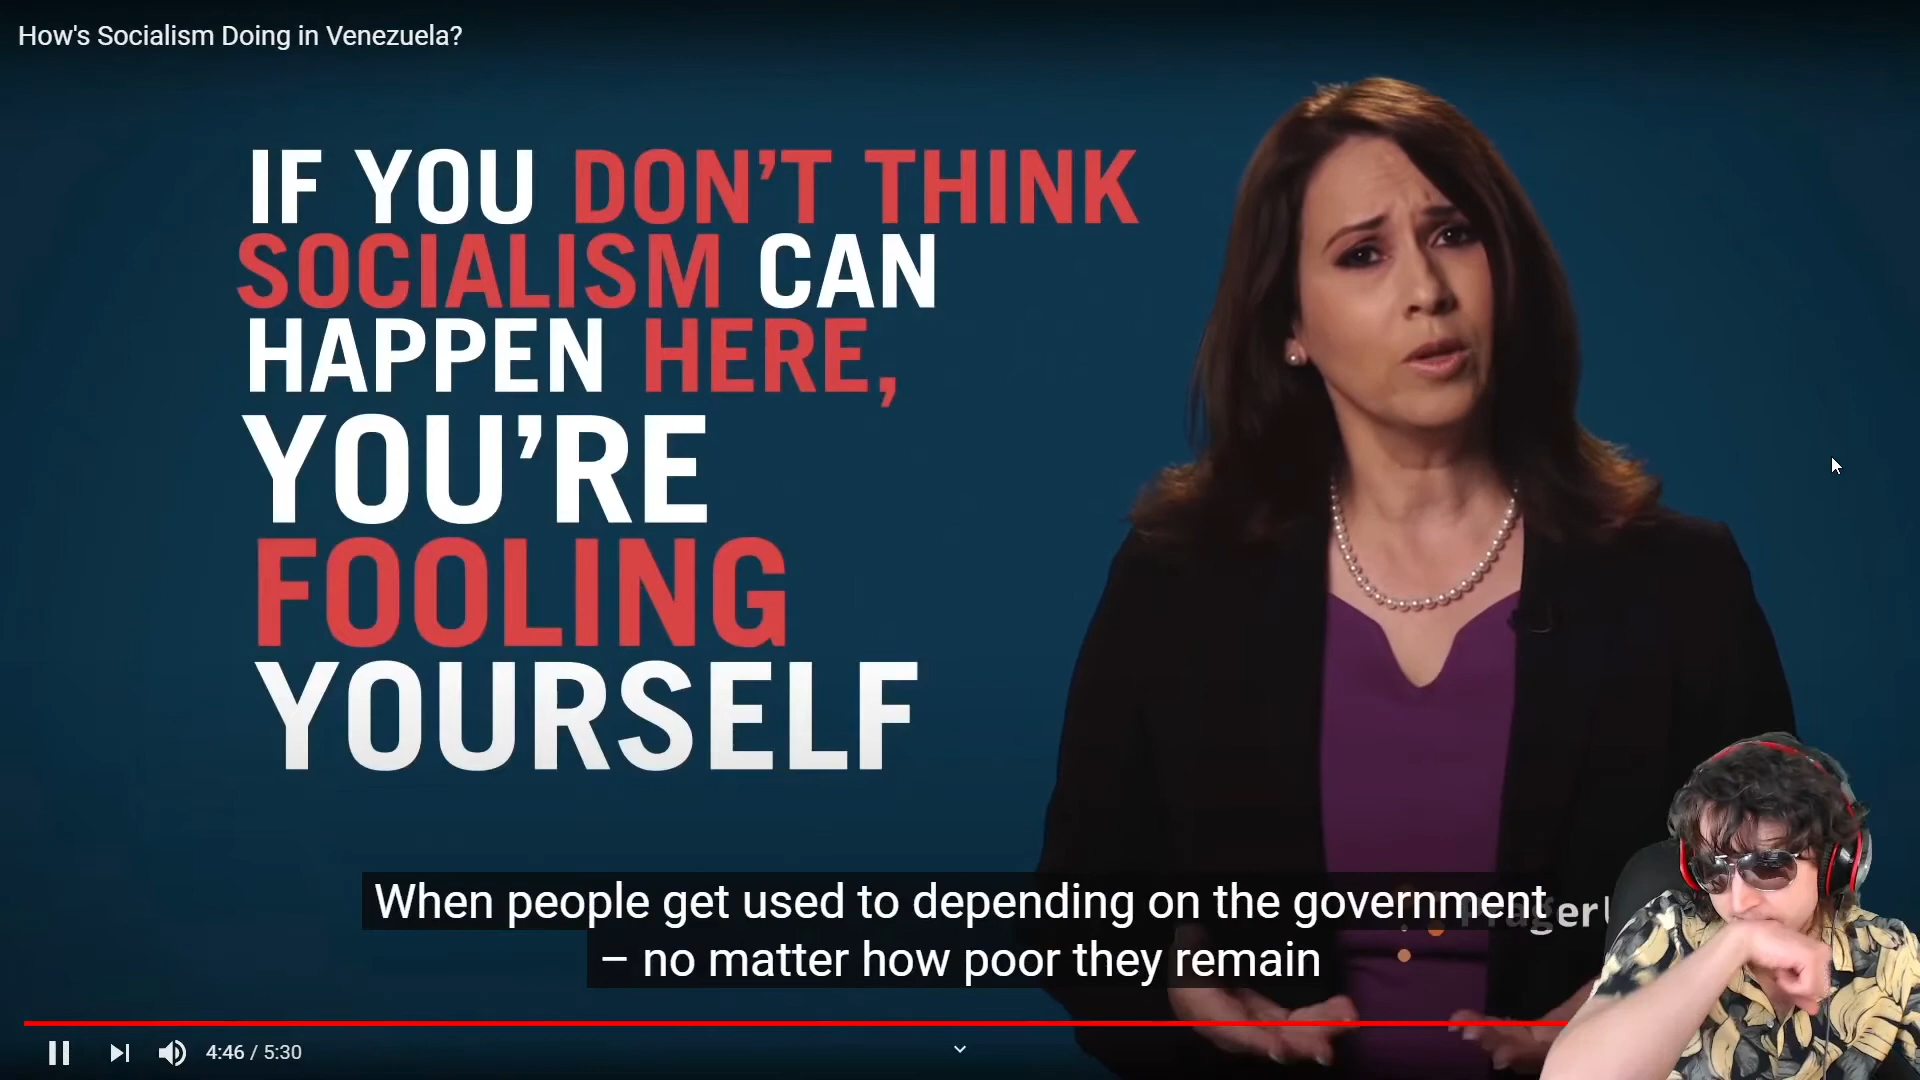 How's Socialism Doing in Venezuela?
IF YOU DON'T THINK
SOCIALISM CAN
HAPPEN HERE,
YOU'RE
FOOLING
YOURSELF
When people get used to depending on the government
– no matter how poor they remain
PragerU
4:46 / 5:30